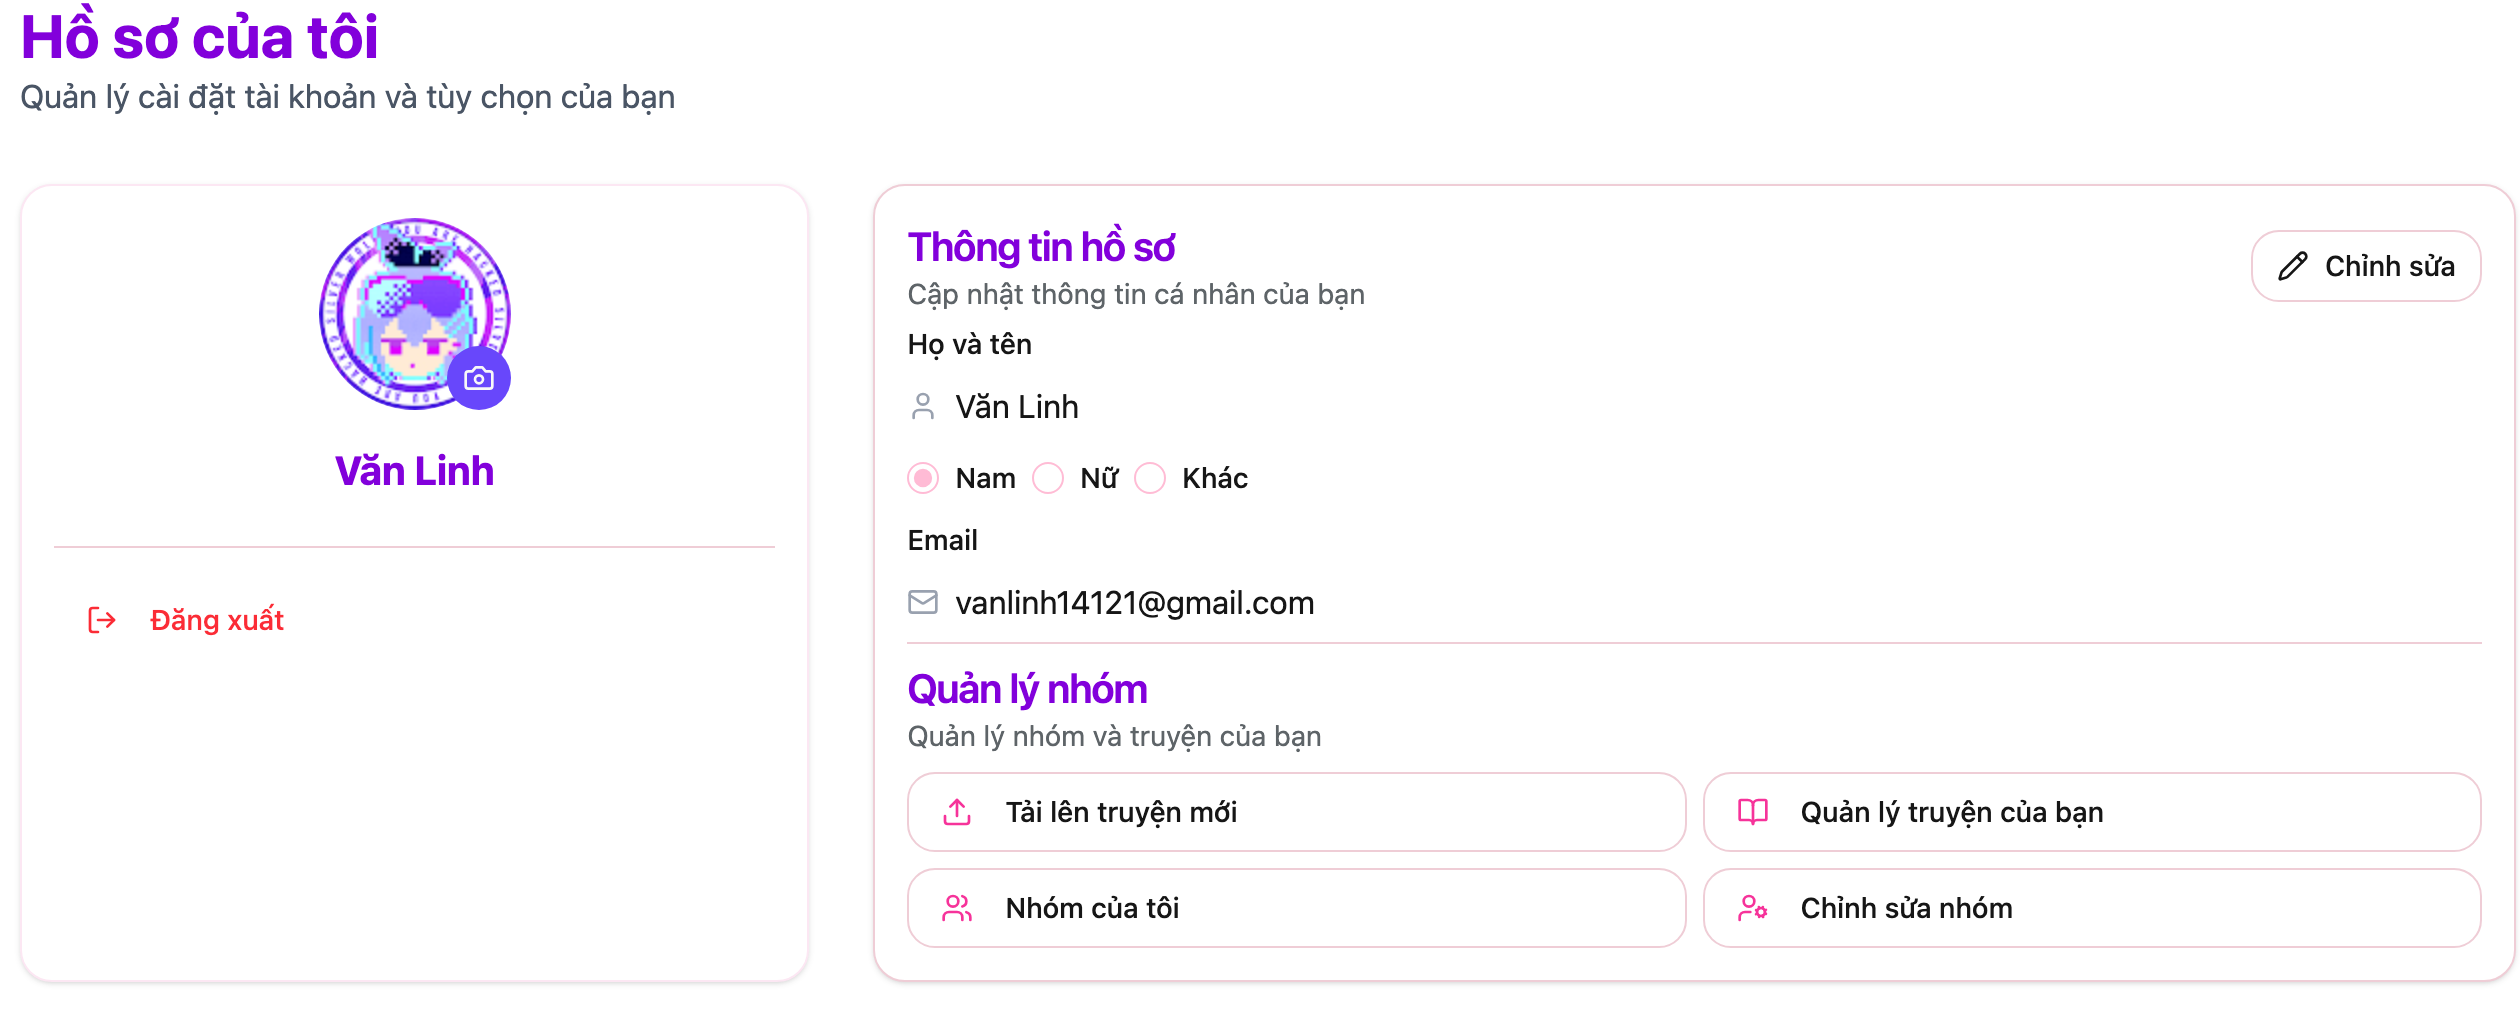 Hồ sơ của tôi
Quản lý cài đặt tài khoản và tùy chọn của bạn
Văn Linh
Đăng xuất
Thông tin hồ sơ
Chỉnh sửa
Cập nhật thông tin cá nhân của bạn
Họ và tên
Văn Linh
Nam Nữ Khác
Email
vanlinh14121@gmail.com
Quản lý nhóm
Quản lý nhóm và truyện của bạn
Tải lên truyện mới
Quản lý truyện của bạn
Nhóm của tôi
Chỉnh sửa nhóm